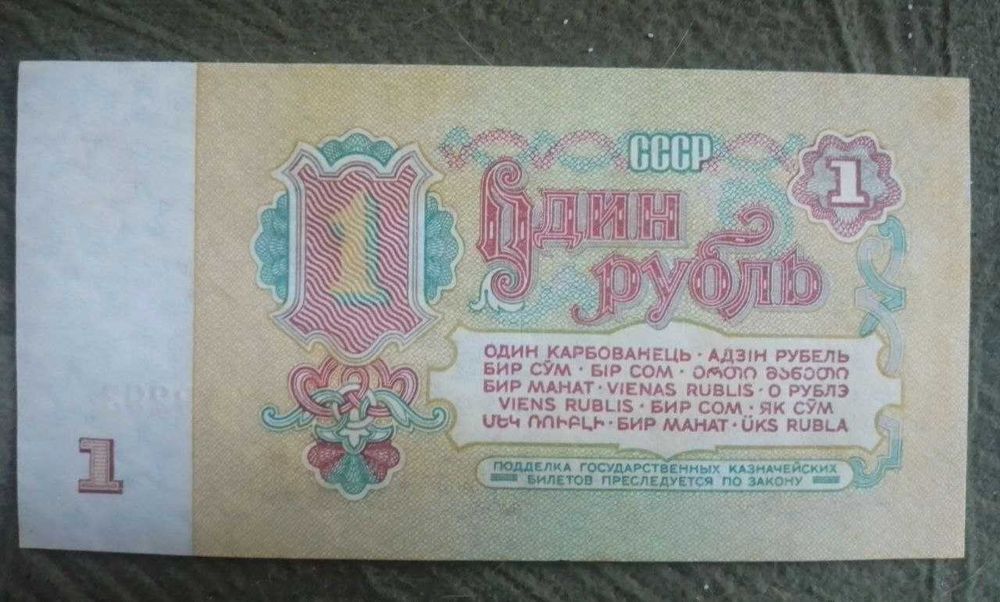 СССР
1
1
Один
рубль
ОДИН КАРБОВАНЕЦЬ · АДЗІН РУБЕЛЬ
БИР СЎМ · БІР СОМ · ᲔᲠᲗᲘ ᲛᲐᲜᲔᲗᲘ
БИР МАНАТ · VIENAS RUBLIS · О РУБЛЭ
VIENS RUBLIS · БИР СОМ · ЯК СӮМ
ՄԵԿ ՌՈՒԲԼԻ · БИР МАНАТ · ÜKS RUBLA
1
ПОДДЕЛКА ГОСУДАРСТВЕННЫХ КАЗНАЧЕЙСКИХ
БИЛЕТОВ ПРЕСЛЕДУЕТСЯ ПО ЗАКОНУ